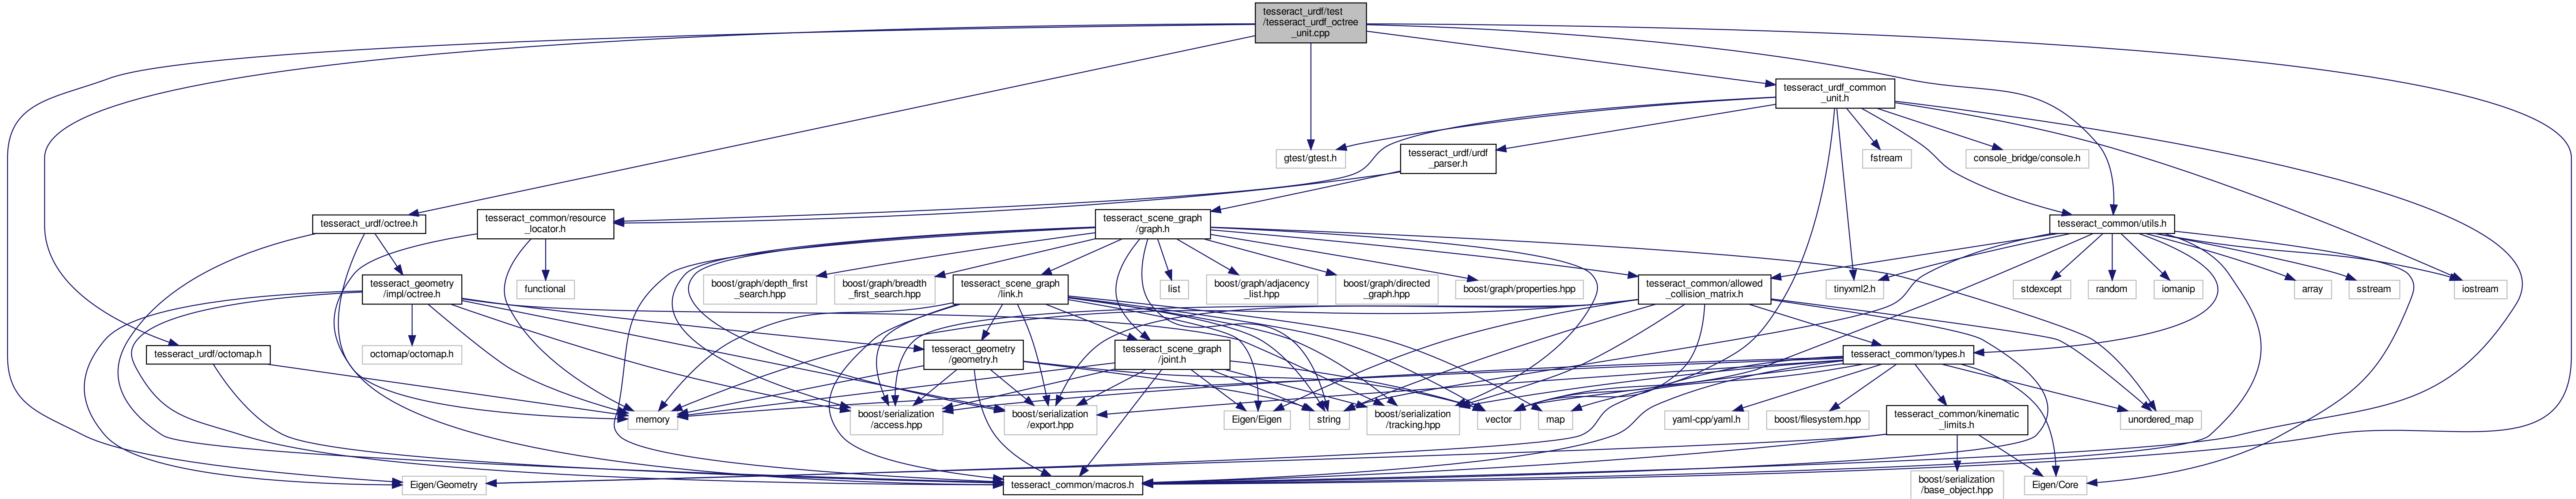 tesseract_urdf/test
/tesseract_urdf_octree
_unit.cpp
tesseract_urdf_common
_unit.h
gtest/gtest.h
tesseract_urdf/urdf
_parser.h
fstream
console_bridge/console.h
tesseract_urdf/octree.h
tesseract_common/resource
_locator.h
tesseract_scene_graph
/graph.h
tesseract_common/utils.h
tesseract_geometry
/impl/octree.h
functional
boost/graph/depth_first
_search.hpp
boost/graph/breadth
_first_search.hpp
tesseract_scene_graph
/link.h
list
boost/graph/adjacency
_list.hpp
boost/graph/directed
_graph.hpp
boost/graph/properties.hpp
tesseract_common/allowed
_collision_matrix.h
tinyxml2.h
stdexcept
random
iomanip
array
sstream
iostream
tesseract_urdf/octomap.h
octomap/octomap.h
tesseract_geometry
/geometry.h
tesseract_scene_graph
/joint.h
tesseract_common/types.h
memory
boost/serialization
/access.hpp
boost/serialization
/export.hpp
Eigen/Eigen
string
boost/serialization
/tracking.hpp
vector
map
yaml-cpp/yaml.h
boost/filesystem.hpp
tesseract_common/kinematic
_limits.h
unordered_map
Eigen/Geometry
tesseract_common/macros.h
boost/serialization
/base_object.hpp
Eigen/Core